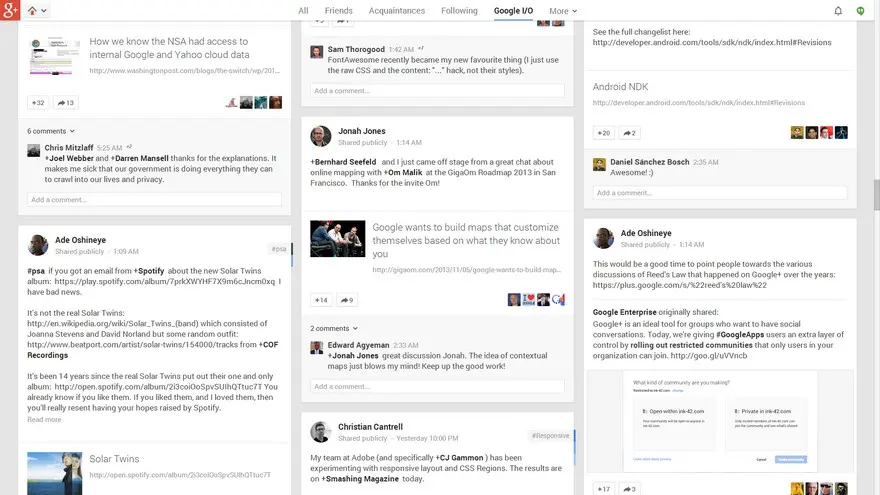 g+
All
Friends
Acquaintances
Following
Google I/O
More
How we know the NSA had access to
internal Google and Yahoo cloud data
http://www.washingtonpost.com/blogs/the-switch/wp/201...
+32
13
6 comments
Chris Mitzlaff 5:25 AM +2
+Joel Webber and +Darren Mansell thanks for the explanations. It
makes me sick that our government is doing everything they can
to crawl into our lives and privacy.
Add a comment...
Ade Oshineye
Shared publicly · 1:09 AM
#psa
#psa if you got an email from +Spotify about the new Solar Twins
album: https://play.spotify.com/album/7prkXWYHF7X9m6cJncm0xq I
have bad news.
It's not the real Solar Twins:
http://en.wikipedia.org/wiki/Solar_Twins_(band) which consisted of
Joanna Stevens and David Norland but some random outfit:
http://www.beatport.com/artist/solar-twins/154000/tracks from +COF
Recordings
It's been 14 years since the real Solar Twins put out their one and only
album: http://open.spotify.com/album/2i3coiOoSpvSUIhQTtuc7T You
already know if you like them. If you liked them, and I loved them, then
you'll really resent having your hopes raised by Spotify.
Read more
Solar Twins
http://open.spotify.com/album/2i3coiOoSpvSUIhQTtuc7T
Sam Thorogood 1:42 AM
FontAwesome recently became my new favourite thing (I just use
the raw CSS and the content: "..." hack, not their styles).
Add a comment...
Jonah Jones
Shared publicly · 1:14 AM
+Bernhard Seefeld and I just came off stage from a great chat about
online mapping with +Om Malik at the GigaOm Roadmap 2013 in
San Francisco. Thanks for the invite Om!
Google wants to build maps that customize
themselves based on what they know about
you
http://gigaom.com/2013/11/05/google-wants-to-build-map...
+14
9
2 comments
Edward Agyeman 2:33 AM
+Jonah Jones great discussion Jonah. The idea of contextual
maps just blows my mind! Keep up the good work!
Add a comment...
Christian Cantrell
Shared publicly · Yesterday 10:00 PM
#Responsive
My team at Adobe (and specifically +CJ Gammon ) has been
experimenting with responsive layout and CSS Regions. The results are
on +Smashing Magazine today.
See the full changelist here:
http://developer.android.com/tools/sdk/ndk/index.html#Revisions
Android NDK
http://developer.android.com/tools/sdk/ndk/index.html#Revisions
+20
2
Daniel Sánchez Bosch 2:35 AM
Awesome! :)
Add a comment...
Ade Oshineye
Shared publicly · 1:14 AM
This would be a good time to point people towards the various
discussions of Reed's Law that happened on Google+ over the years:
https://plus.google.com/s/%22reed's%20law%22
Google Enterprise originally shared:
Google+ is an ideal tool for groups who want to have social
conversations. Today, we're giving #GoogleApps users an extra layer of
control by rolling out restricted communities that only users in your
organization can join. http://goo.gl/uVVncb
What kind of community are you making?
Restricted to ink-42.com
Open within ink-42.com
Private in ink-42.com
Cancel
+17
3